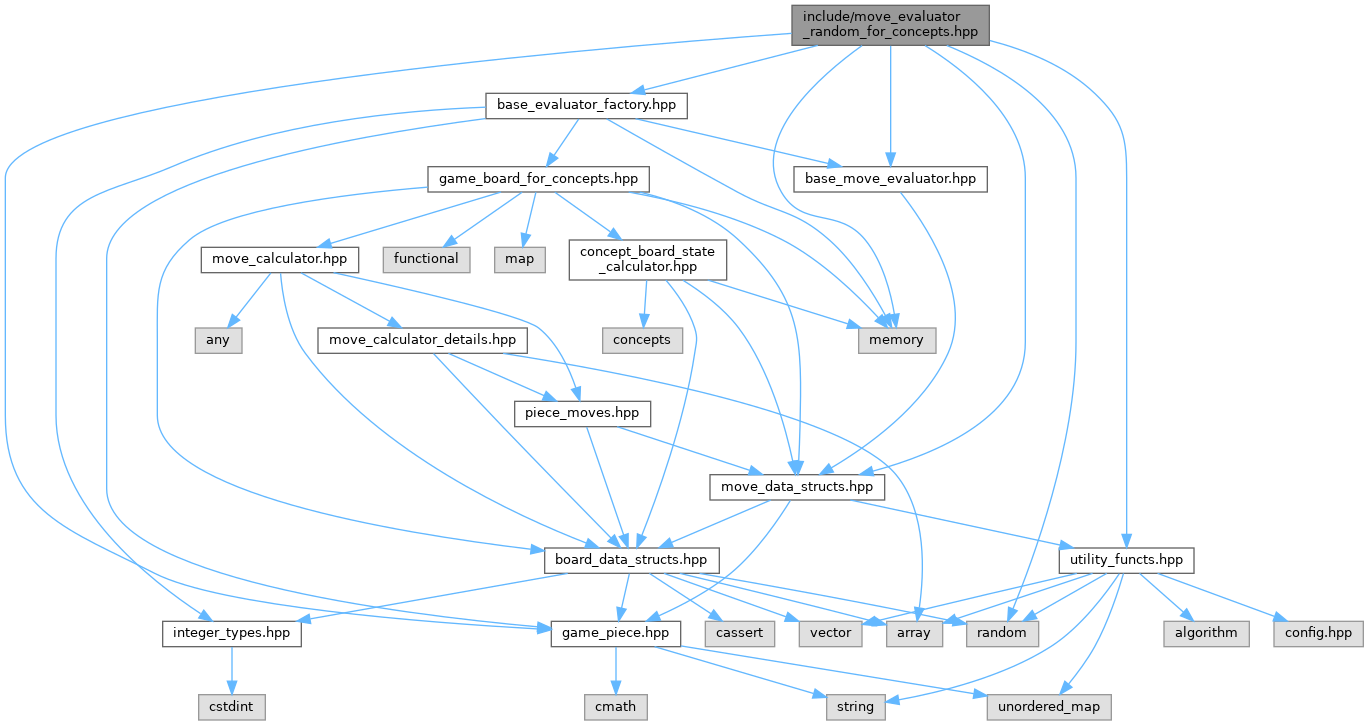 include/move_evaluator
_random_for_concepts.hpp
base_evaluator_factory.hpp
game_board_for_concepts.hpp
base_move_evaluator.hpp
move_calculator.hpp
functional
map
concept_board_state
_calculator.hpp
any
move_calculator_details.hpp
concepts
memory
piece_moves.hpp
move_data_structs.hpp
board_data_structs.hpp
utility_functs.hpp
integer_types.hpp
game_piece.hpp
cassert
vector
array
random
algorithm
config.hpp
cstdint
cmath
string
unordered_map